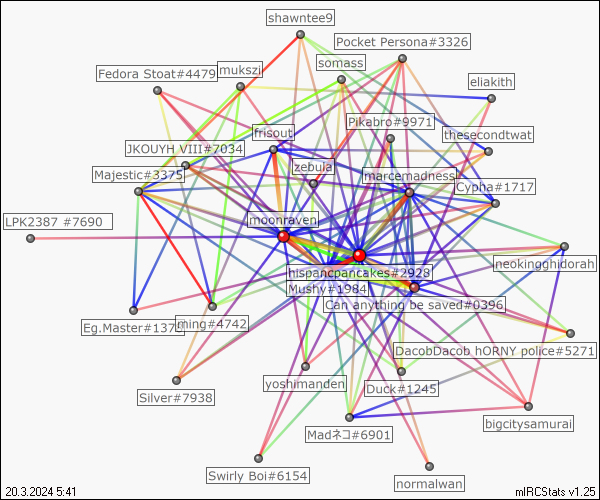 shawntee9
Pocket Persona#3326
somass
mukszi
Fedora Stoat#4479
eliakith
Pikabro#9971
frisout
thesecondtwat
JKOUYH VIII#7034
zebula
Majestic#3375
marcemadness
Cypha#1717
moonraven
LPK2387 #7690
neokingghidorah
hispanicpancakes#2928
Mushy#1984
Can anything be saved#0396
Eg.Master#137
ming#4742
DacobDacob hORNY police#5271
yoshimanden
Duck#1245
Silver#7938
bigcitysamurai
Madネコ#6901
Swirly Boi#6154
normalwan
20.3.2024 5:41
mIRCStats v1.25